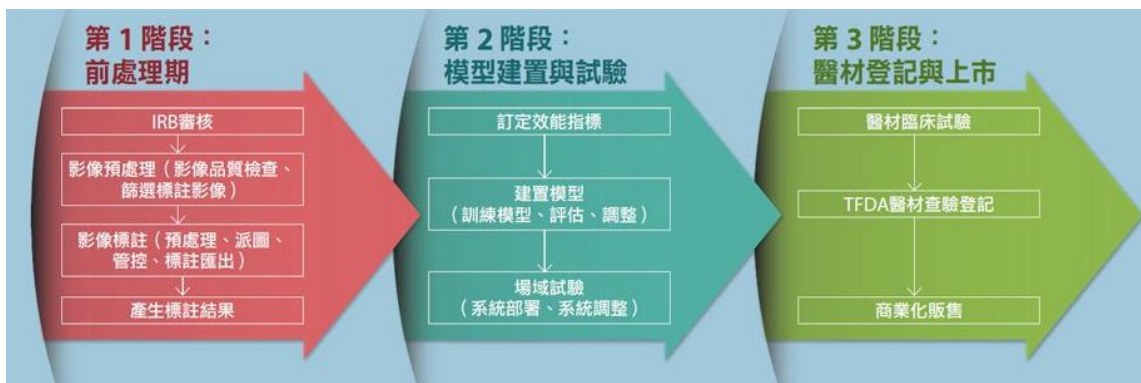 第1階段：
前處理期
IRB審核
影像預處理（影像品質檢查、
篩選標註影像）
影像標註（預處理、派圖、
管控、標註匯出）
產生標註結果
第2階段：
模型建置與試驗
訂定效能指標
建置模型
（訓練模型、評估、調整）
場域試驗
（系統部署、系統調整）
第3階段：
醫材登記與上市
醫材臨床試驗
TFDA醫材查驗登記
商業化販售